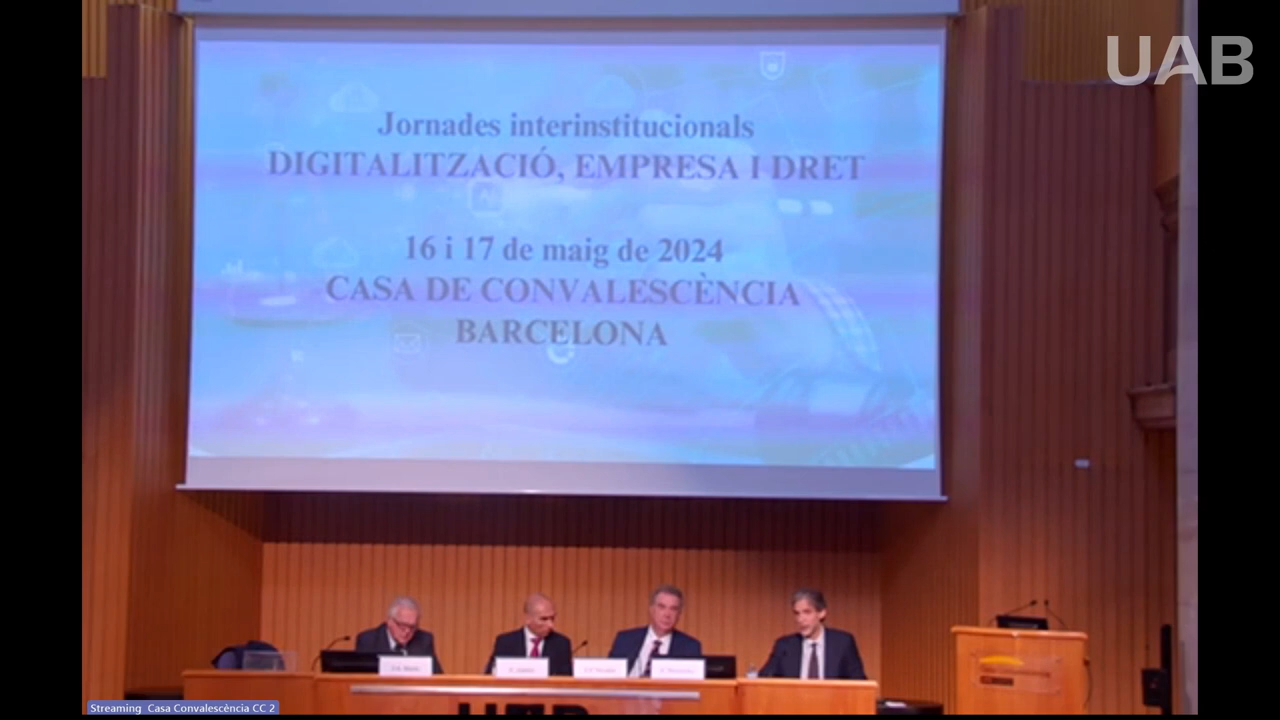 UAB
Jornades interinstitucionals
DIGITALITZACIÓ, EMPRESA I DRET
16 i 17 de maig de 2024
CASA DE CONVALESCÈNCIA
BARCELONA
UAB
Streaming Casa Convalescència CC 2